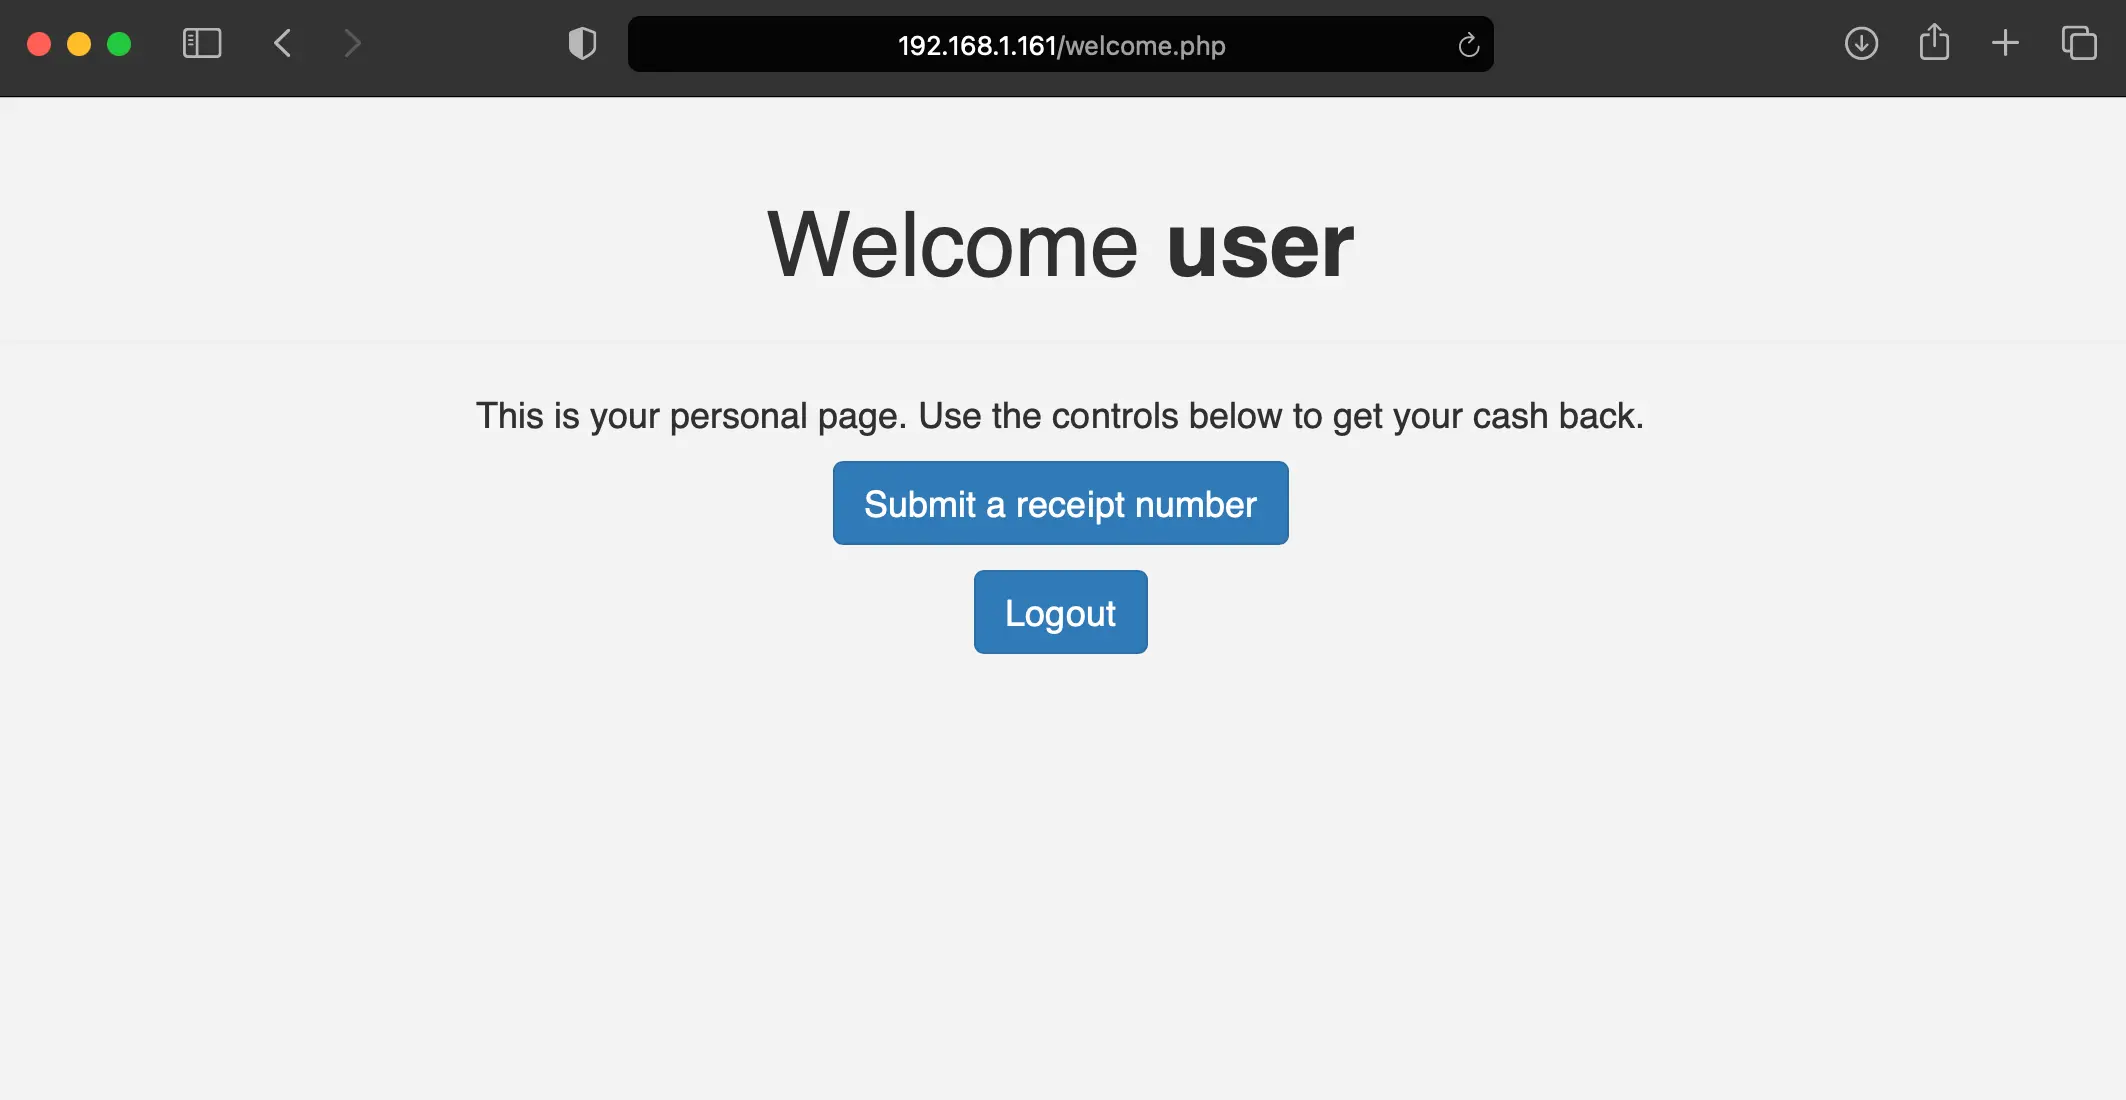 192.168.1.161/welcome.php
Welcome user
This is your personal page. Use the controls below to get your cash back.
Submit a receipt number
Logout